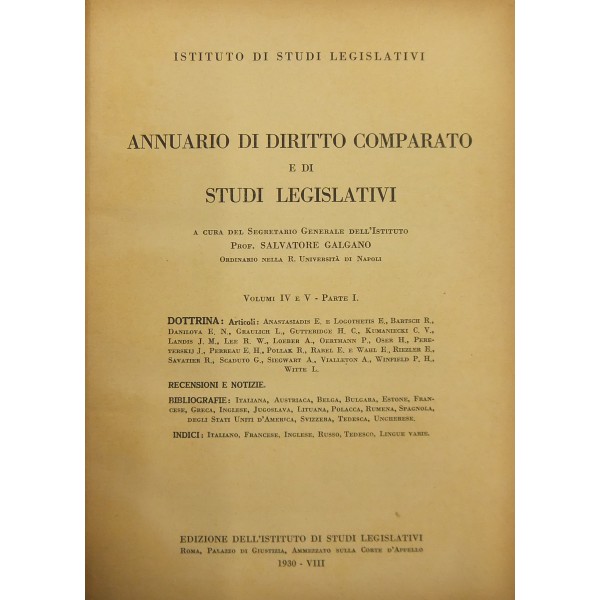 ISTITUTO DI STUDI LEGISLATIVI
ANNUARIO DI DIRITTO COMPARATO
E DI
STUDI LEGISLATIVI
A CURA DEL SEGRETARIO GENERALE DELL'ISTITUTO
PROF. SALVATORE GALGANO
ORDINARIO NELLA R. UNIVERSITÀ DI NAPOLI
VOLUMI IV E V - PARTE I.
DOTTRINA: Articoli: ANASTASIADIS E. E LOGOTHETIS E., BARTSCH R.,
DANILOVA E. N., GRAULICH L., GUTTERIDGE H. C., KUMANIECKI C. V.,
LANDIS J. M., LEE R. W., LOEBER A., OERTMANN P., OSER H., PERE-
TERSKIJ J., PERREAU E. H., POLLAK R., RABEL E. E WAHL E., RIEZLER E.,
SAVATIER R., SCADUTO G., SIEGWART A., VIALLETON A., WINFIELD P. H.,
WITTE L.
RECENSIONI E NOTIZIE.
BIBLIOGRAFIE: ITALIANA, AUSTRIACA, BELGA, BULGARA, ESTONE, FRAN-
CESE, GRECA, INGLESE, JUGOSLAVA, LITUANA, POLACCA, RUMENA, SPAGNOLA,
DEGLI STATI UNITI D'AMERICA, SVIZZERA, TEDESCA, UNGHERESE.
INDICI: ITALIANO, FRANCESE, INGLESE, RUSSO, TEDESCO, LINGUE VARIE.
EDIZIONE DELL'ISTITUTO DI STUDI LEGISLATIVI
ROMA, PALAZZO DI GIUSTIZIA, AMMEZZATO SULLA CORTE D'APPELLO
1930 - VIII